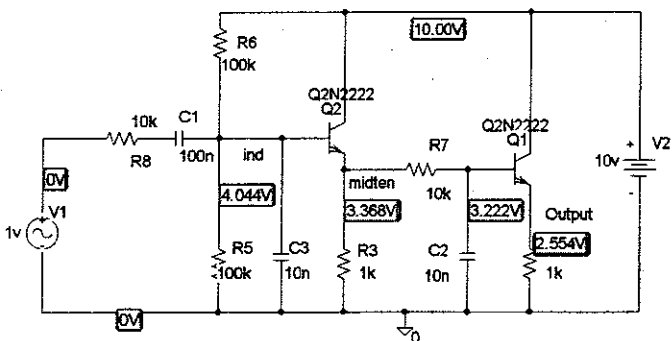 10.00V
R6
100k
Q2N2222
Q2
Q2N2222
Q1
10k
C1
R8
100n
ind
R7
10k
V2
+
10v
-
0V
V1
1v
4.044V
midten
3.368V
3.222V
Output
2.554V
R5
100k
C3
10n
R3
1k
C2
10n
1k
0V
0